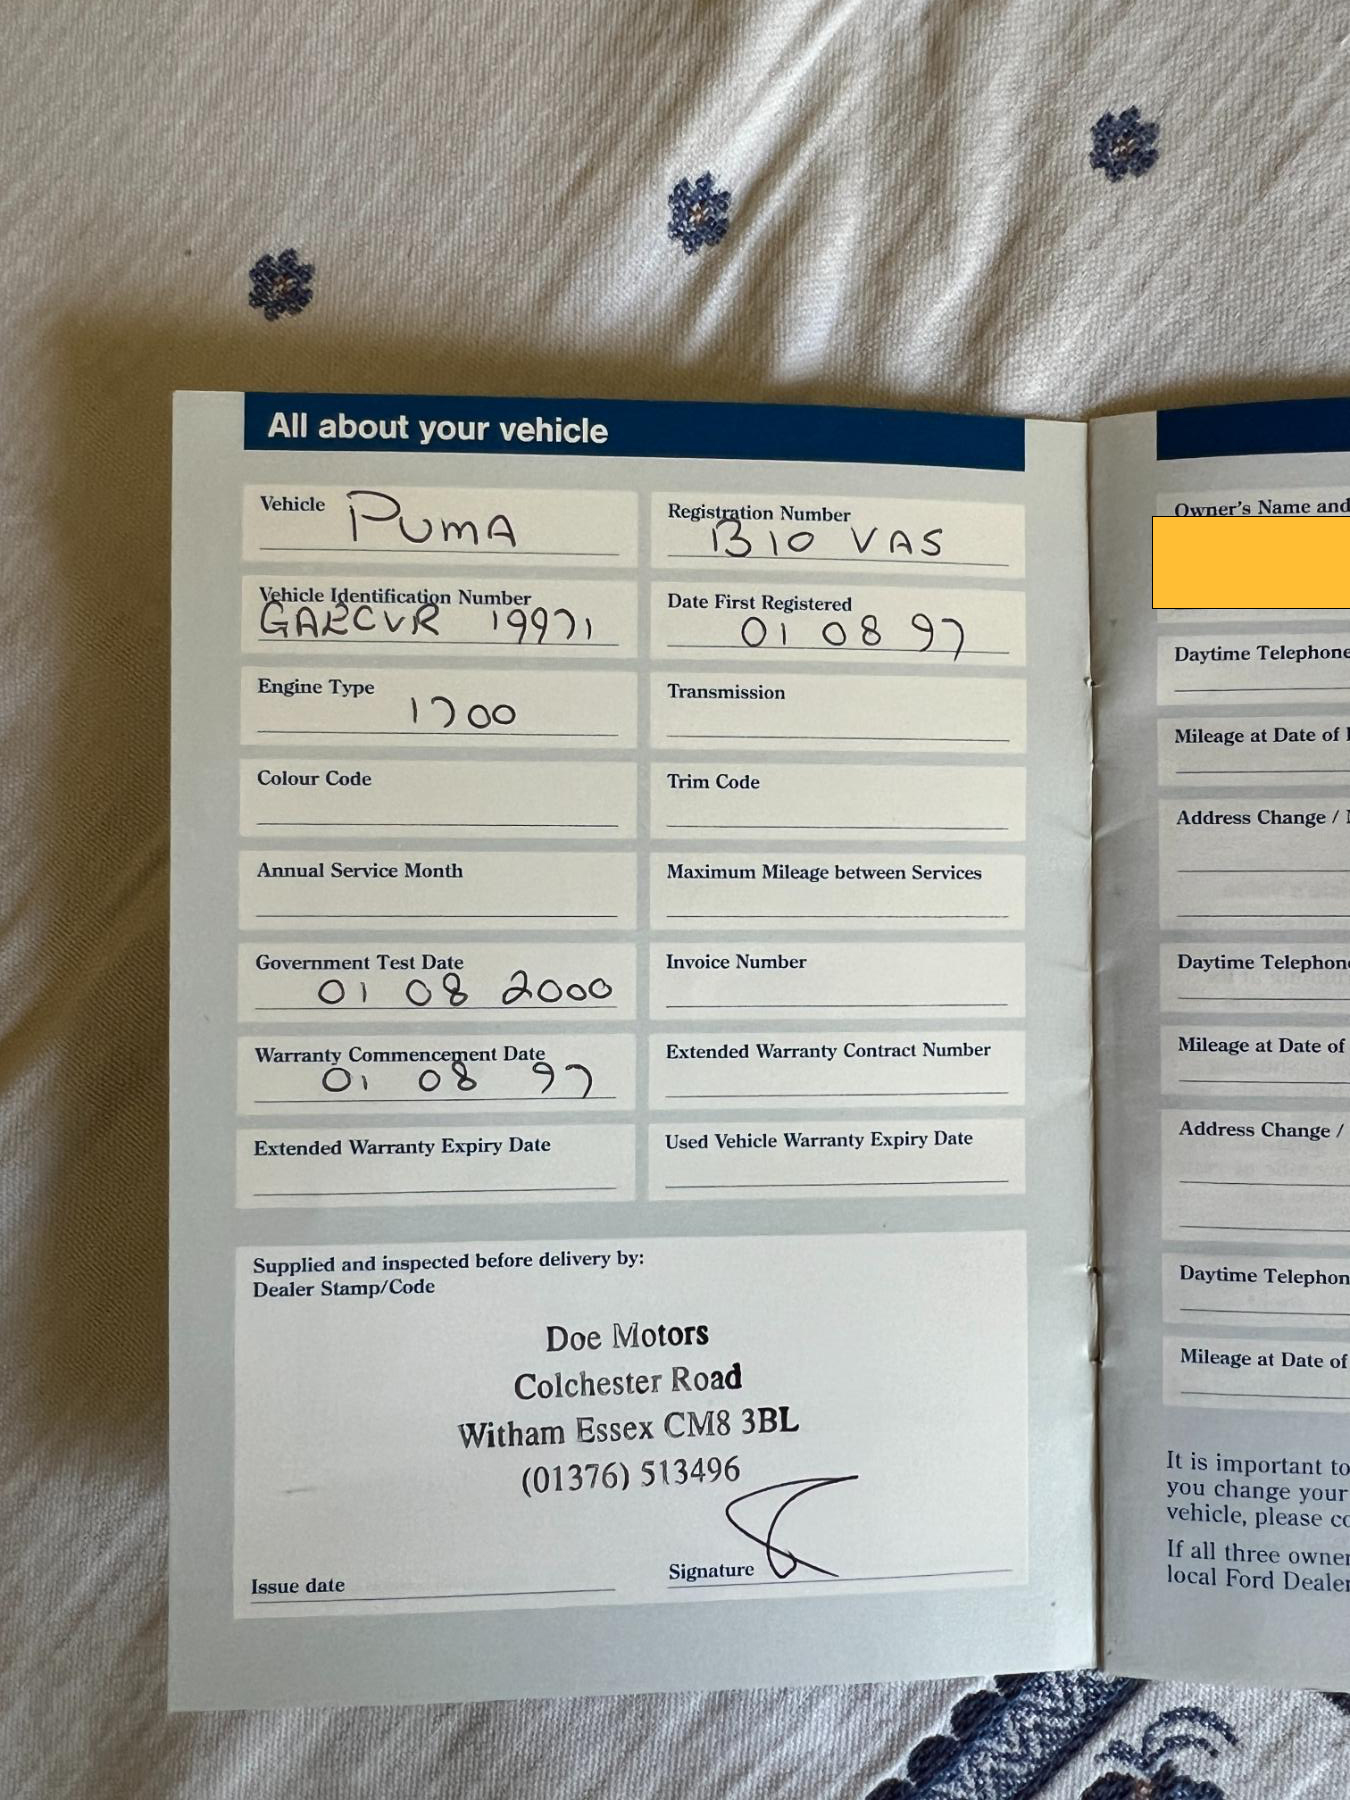 All about your vehicle
Vehicle PUMA
Registration Number
B10 VAS
Vehicle Identification Number
GARCVR 19971
Date First Registered
01 08 97
Engine Type
1700
Transmission
Colour Code
Trim Code
Annual Service Month
Maximum Mileage between Services
Government Test Date
01 08 2000
Invoice Number
Warranty Commencement Date
01 08 97
Extended Warranty Contract Number
Extended Warranty Expiry Date
Used Vehicle Warranty Expiry Date
Supplied and inspected before delivery by:
Dealer Stamp/Code
Doe Motors
Colchester Road
Witham Essex CM8 3BL
(01376) 513496
Issue date
Signature
Owner's Name and
Daytime Telephone
Mileage at Date of
Address Change /
Daytime Telephone
Mileage at Date of
Address Change /
Daytime Telephon
Mileage at Date of
It is important to
you change your
vehicle, please co
If all three owner
local Ford Dealer